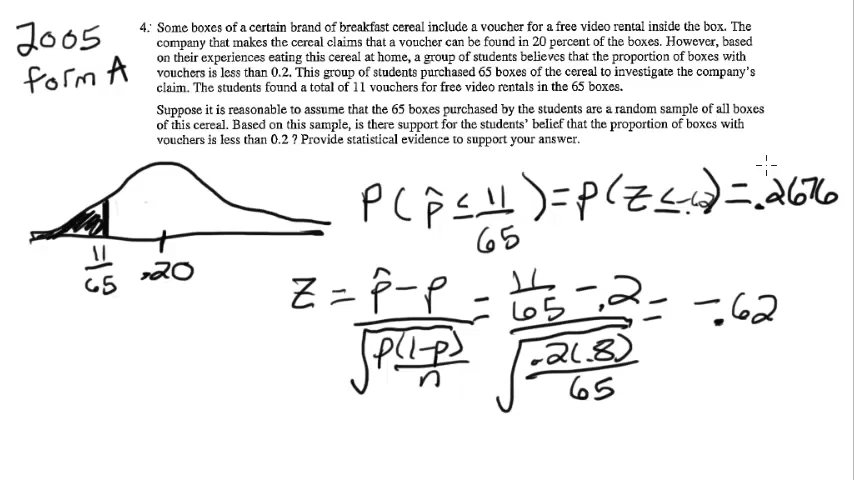 2005
form A
4. Some boxes of a certain brand of breakfast cereal include a voucher for a free video rental inside the box. The
company that makes the cereal claims that a voucher can be found in 20 percent of the boxes. However, based
on their experiences eating this cereal at home, a group of students believes that the proportion of boxes with
vouchers is less than 0.2. This group of students purchased 65 boxes of the cereal to investigate the company's
claim. The students found a total of 11 vouchers for free video rentals in the 65 boxes.
Suppose it is reasonable to assume that the 65 boxes purchased by the students are a random sample of all boxes
of this cereal. Based on this sample, is there support for the students' belief that the proportion of boxes with
vouchers is less than 0.2 ? Provide statistical evidence to support your answer.
P(p̂ ≤ 11/65) = P(Z ≤ -.62) = .2676
11/65 .20
Z = p̂ - p / √(p(1-p)/n) = 11/65 - .2 / √(.2(.8)/65) = -.62